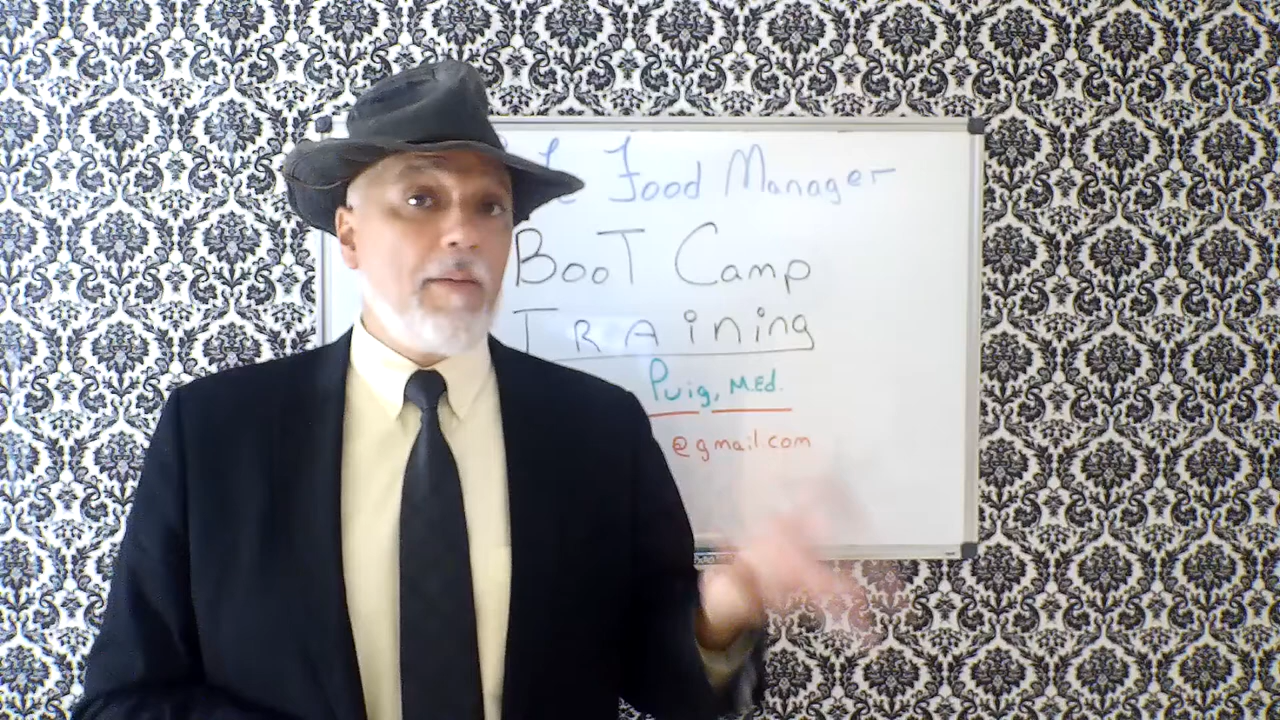 Food Manager
BooT Camp
TRAining
Puig, M.Ed.
@gmail.com